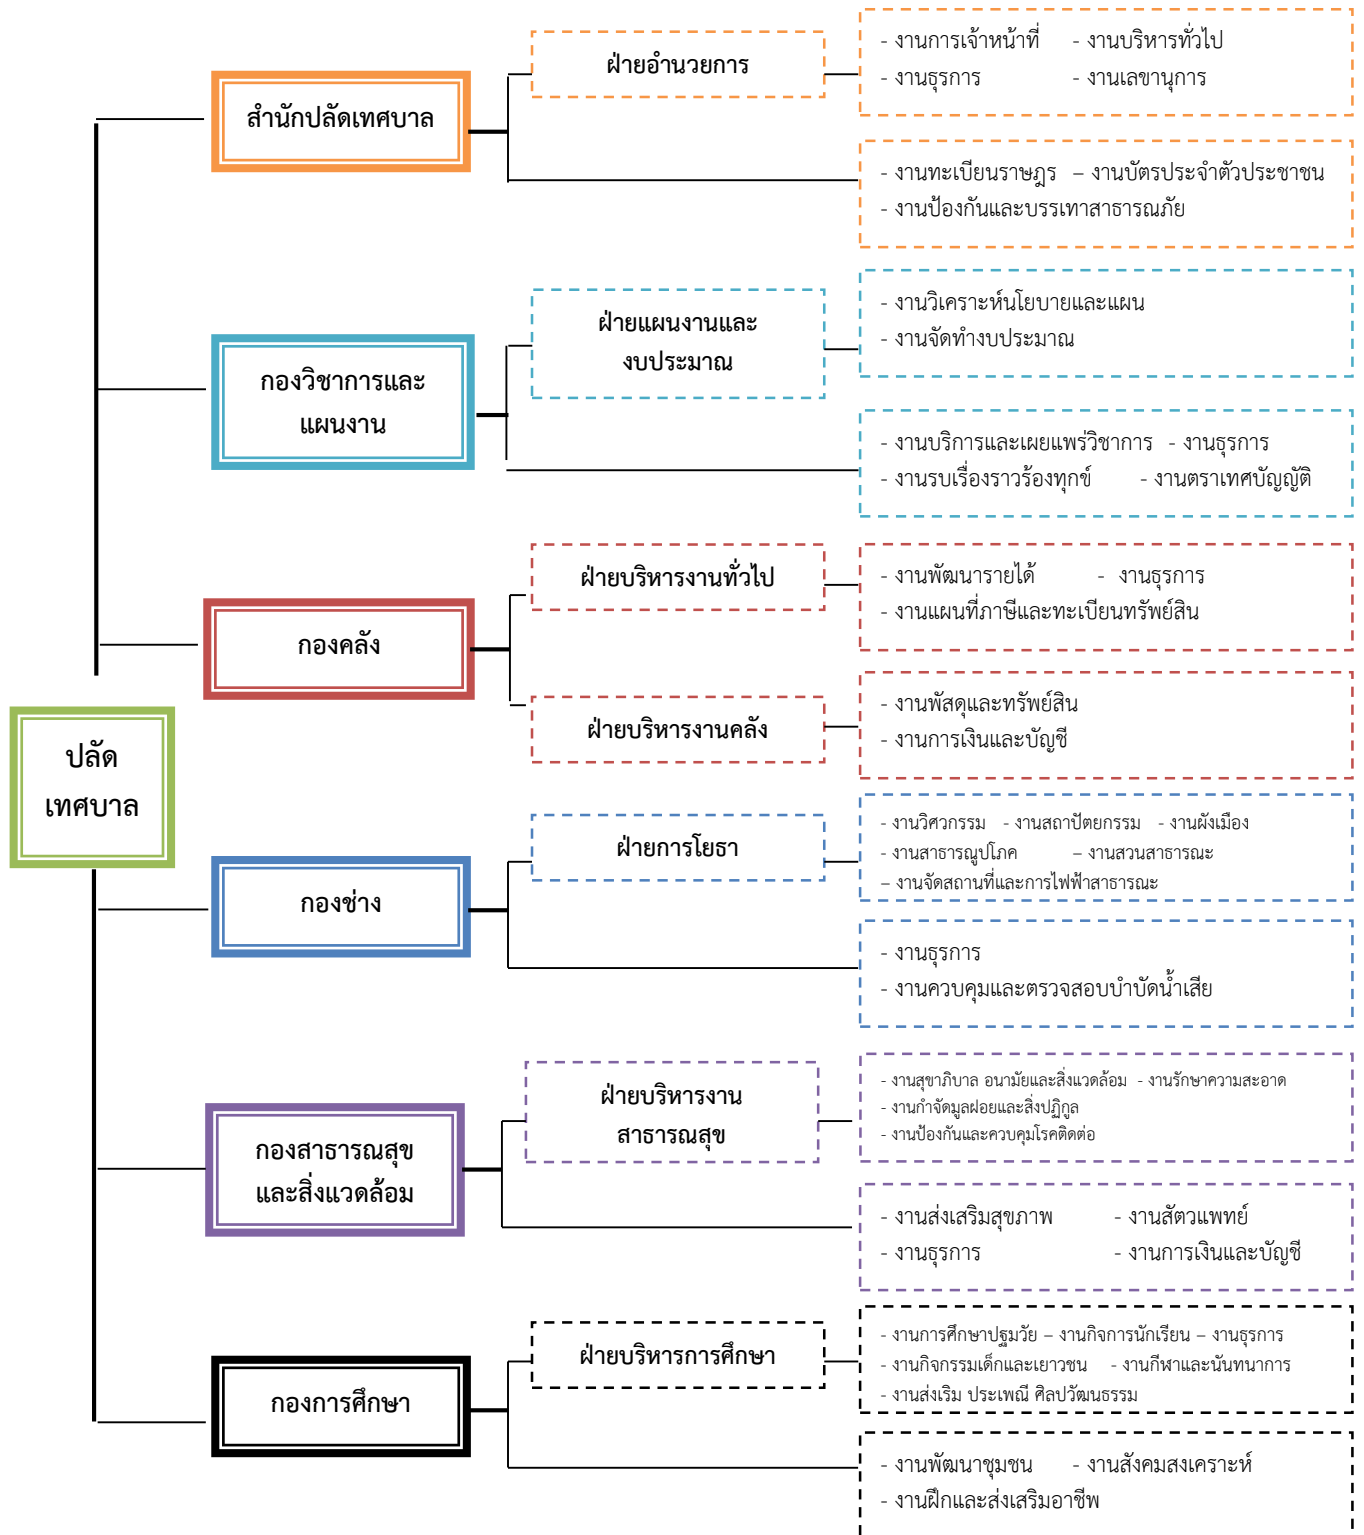 ฝ่ายอำนวยการ
- งานการเจ้าหน้าที่ - งานบริหารทั่วไป
- งานธุรการ - งานเลขานุการ
สำนักปลัดเทศบาล
- งานทะเบียนราษฎร – งานบัตรประจำตัวประชาชน
- งานป้องกันและบรรเทาสาธารณภัย
ฝ่ายแผนงานและ
งบประมาณ
- งานวิเคราะห์นโยบายและแผน
- งานจัดทำงบประมาณ
กองวิชาการและ
แผนงาน
- งานบริการและเผยแพร่วิชาการ - งานธุรการ
- งานรบเรื่องราวร้องทุกข์ - งานตราเทศบัญญัติ
ฝ่ายบริหารงานทั่วไป
- งานพัฒนารายได้ - งานธุรการ
- งานแผนที่ภาษีและทะเบียนทรัพย์สิน
กองคลัง
ฝ่ายบริหารงานคลัง
- งานพัสดุและทรัพย์สิน
- งานการเงินและบัญชี
ปลัด
เทศบาล
ฝ่ายการโยธา
- งานวิศวกรรม - งานสถาปัตยกรรม - งานผังเมือง
- งานสาธารณูปโภค – งานสวนสาธารณะ
– งานจัดสถานที่และการไฟฟ้าสาธารณะ
กองช่าง
- งานธุรการ
- งานควบคุมและตรวจสอบบำบัดน้ำเสีย
ฝ่ายบริหารงาน
สาธารณสุข
- งานสุขาภิบาล อนามัยและสิ่งแวดล้อม - งานรักษาความสะอาด
- งานกำจัดมูลฝอยและสิ่งปฏิกูล
- งานป้องกันและควบคุมโรคติดต่อ
กองสาธารณสุข
และสิ่งแวดล้อม
- งานส่งเสริมสุขภาพ - งานสัตวแพทย์
- งานธุรการ - งานการเงินและบัญชี
ฝ่ายบริหารการศึกษา
- งานการศึกษาปฐมวัย – งานกิจการนักเรียน – งานธุรการ
- งานกิจกรรมเด็กและเยาวชน - งานกีฬาและนันทนาการ
- งานส่งเริม ประเพณี ศิลปวัฒนธรรม
กองการศึกษา
- งานพัฒนาชุมชน - งานสังคมสงเคราะห์
- งานฝึกและส่งเสริมอาชีพ